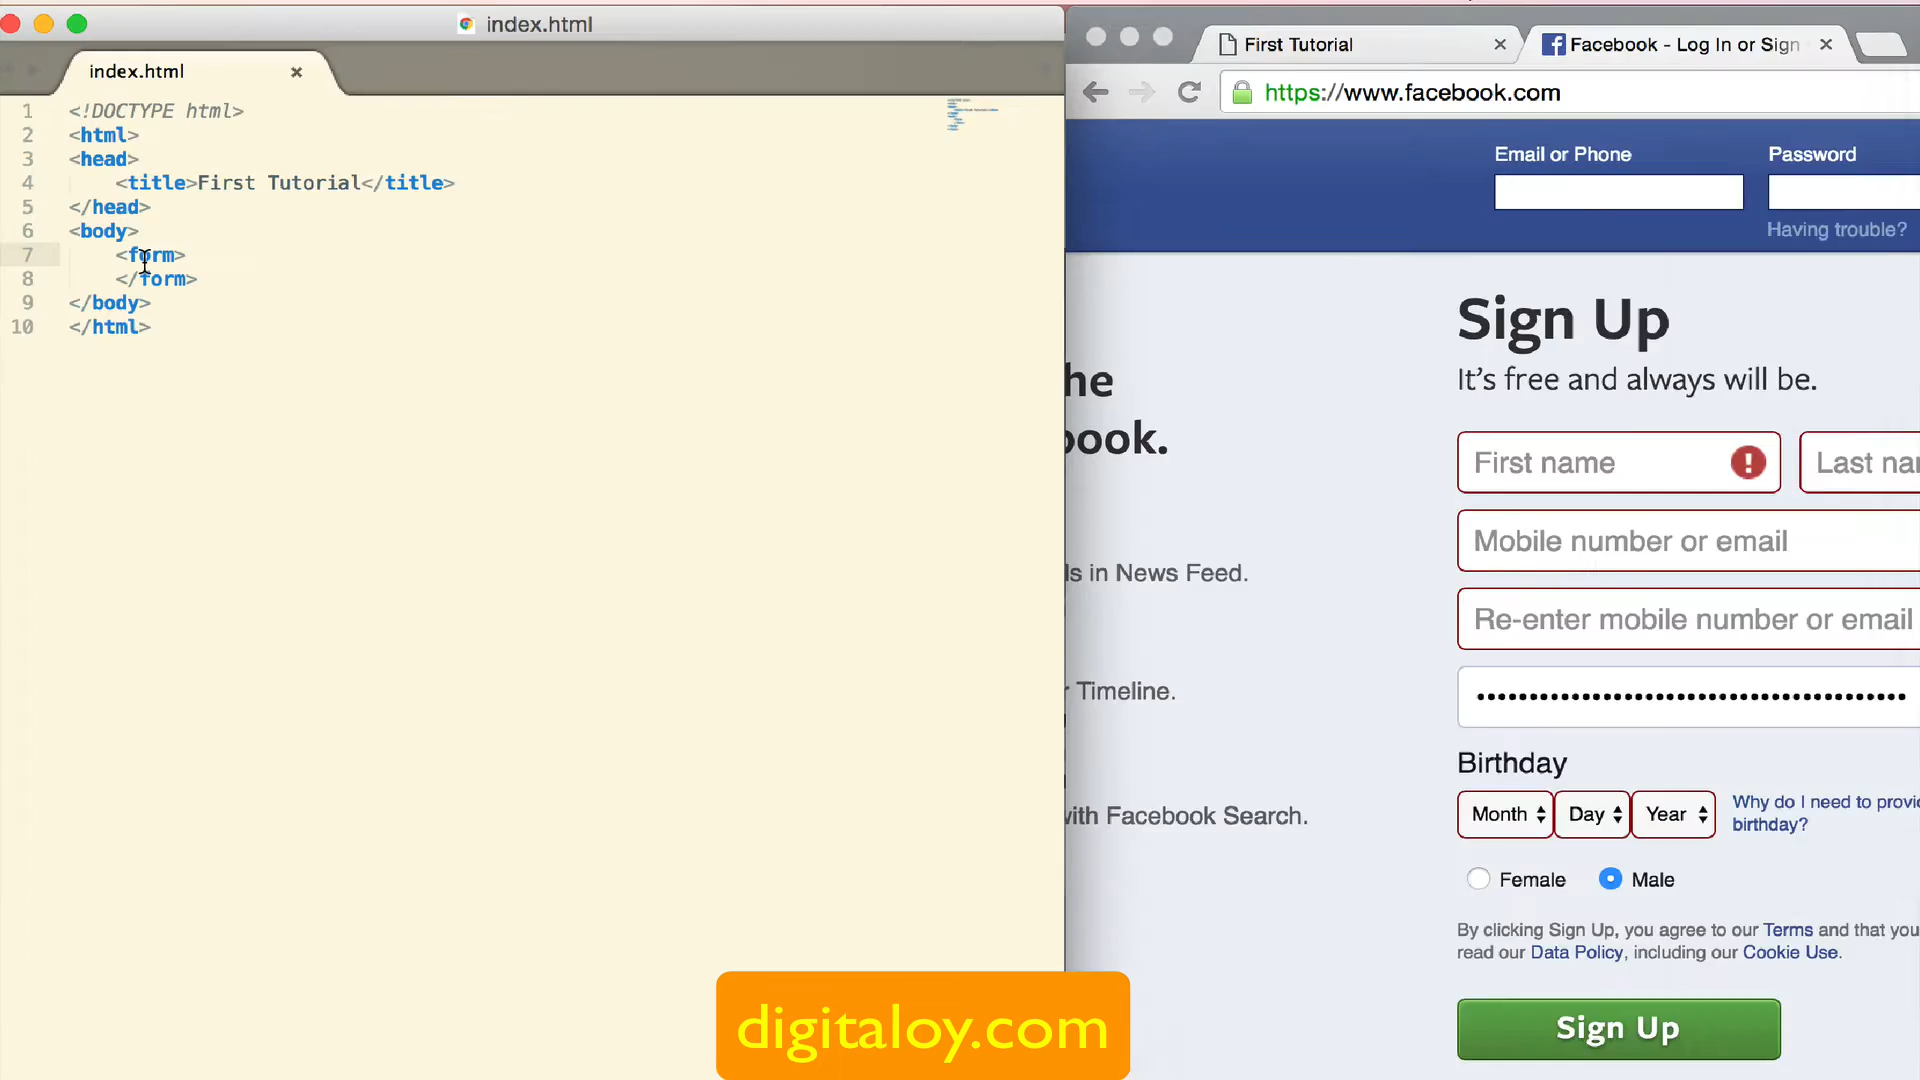 index.html
index.html
1 <!DOCTYPE html>
2 <html>
3 <head>
4 <title>First Tutorial</title>
5 </head>
6 <body>
7 <form>
8 </form>
9 </body>
10 </html>
First Tutorial
Facebook - Log In or Sign
https://www.facebook.com
Email or Phone
Password
Having trouble?
he
ook.
ls in News Feed.
Timeline.
with Facebook Search.
Sign Up
It's free and always will be.
First name
Last nar
Mobile number or email
Re-enter mobile number or email
Birthday
Month Day Year
Why do I need to provi
birthday?
Female Male
By clicking Sign Up, you agree to our Terms and that you
read our Data Policy, including our Cookie Use.
Sign Up
digitaloy.com